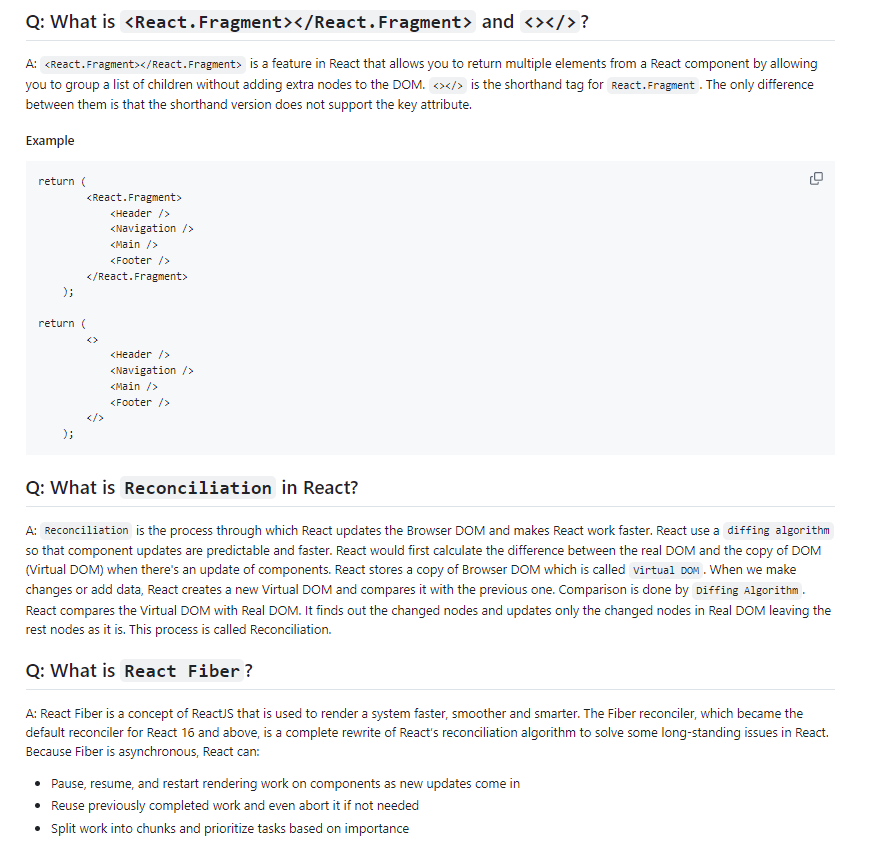 Q: What is <React.Fragment></React.Fragment> and <></>?
A: <React.Fragment></React.Fragment> is a feature in React that allows you to return multiple elements from a React component by allowing
you to group a list of children without adding extra nodes to the DOM. <></> is the shorthand tag for React.Fragment. The only difference
between them is that the shorthand version does not support the key attribute.
Example
return (
        <React.Fragment>
            <Header />
            <Navigation />
            <Main />
            <Footer />
        </React.Fragment>
    );
return (
        <>
            <Header />
            <Navigation />
            <Main />
            <Footer />
        </>
    );
Q: What is Reconciliation in React?
A: Reconciliation is the process through which React updates the Browser DOM and makes React work faster. React use a diffing algorithm
so that component updates are predictable and faster. React would first calculate the difference between the real DOM and the copy of DOM
(Virtual DOM) when there's an update of components. React stores a copy of Browser DOM which is called Virtual DOM. When we make
changes or add data, React creates a new Virtual DOM and compares it with the previous one. Comparison is done by Diffing Algorithm.
React compares the Virtual DOM with Real DOM. It finds out the changed nodes and updates only the changed nodes in Real DOM leaving the
rest nodes as it is. This process is called Reconciliation.
Q: What is React Fiber?
A: React Fiber is a concept of ReactJS that is used to render a system faster, smoother and smarter. The Fiber reconciler, which became the
default reconciler for React 16 and above, is a complete rewrite of React's reconciliation algorithm to solve some long-standing issues in React.
Because Fiber is asynchronous, React can:
• Pause, resume, and restart rendering work on components as new updates come in
• Reuse previously completed work and even abort it if not needed
• Split work into chunks and prioritize tasks based on importance